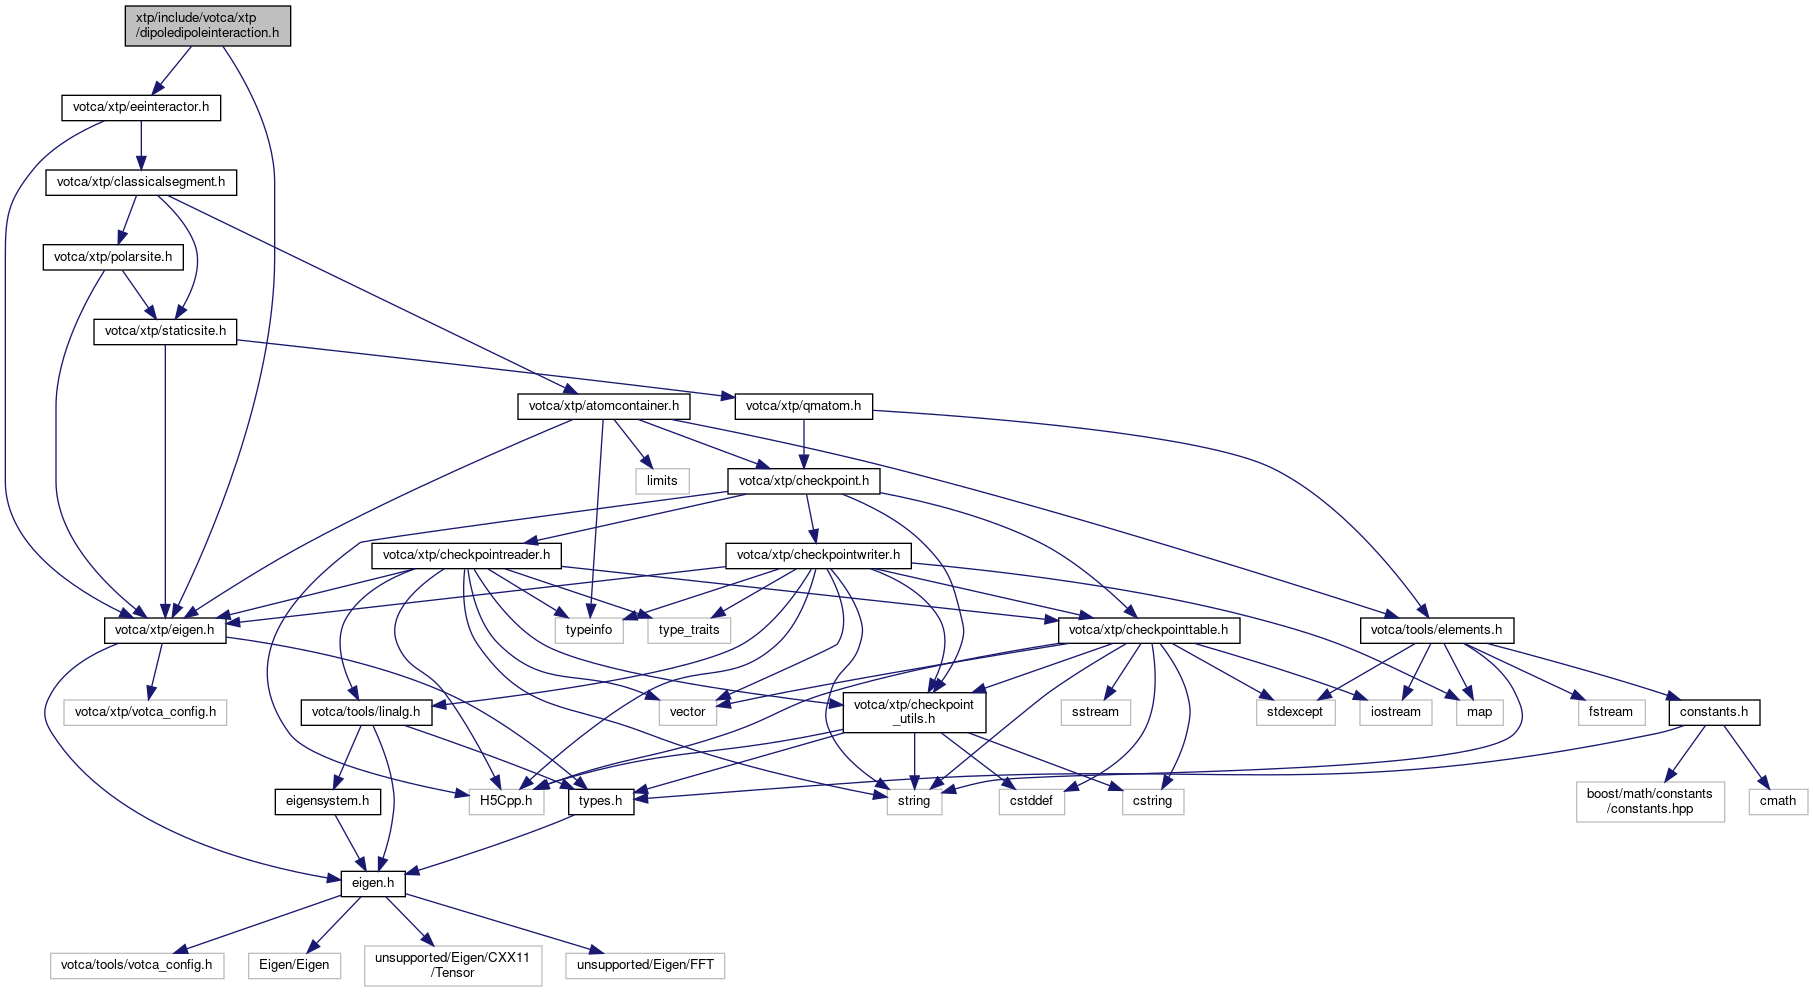 xtp/include/votca/xtp
/dipoledipoleinteraction.h
votca/xtp/eeinteractor.h
votca/xtp/classicalsegment.h
votca/xtp/polarsite.h
votca/xtp/staticsite.h
votca/xtp/atomcontainer.h
votca/xtp/qmatom.h
limits
votca/xtp/checkpoint.h
votca/xtp/checkpointreader.h
votca/xtp/checkpointwriter.h
votca/xtp/eigen.h
typeinfo
type_traits
votca/xtp/checkpointtable.h
votca/tools/elements.h
votca/xtp/votca_config.h
votca/tools/linalg.h
vector
votca/xtp/checkpoint
_utils.h
sstream
stdexcept
iostream
map
fstream
constants.h
eigensystem.h
H5Cpp.h
types.h
string
cstddef
cstring
boost/math/constants
/constants.hpp
cmath
eigen.h
votca/tools/votca_config.h
Eigen/Eigen
unsupported/Eigen/CXX11
/Tensor
unsupported/Eigen/FFT